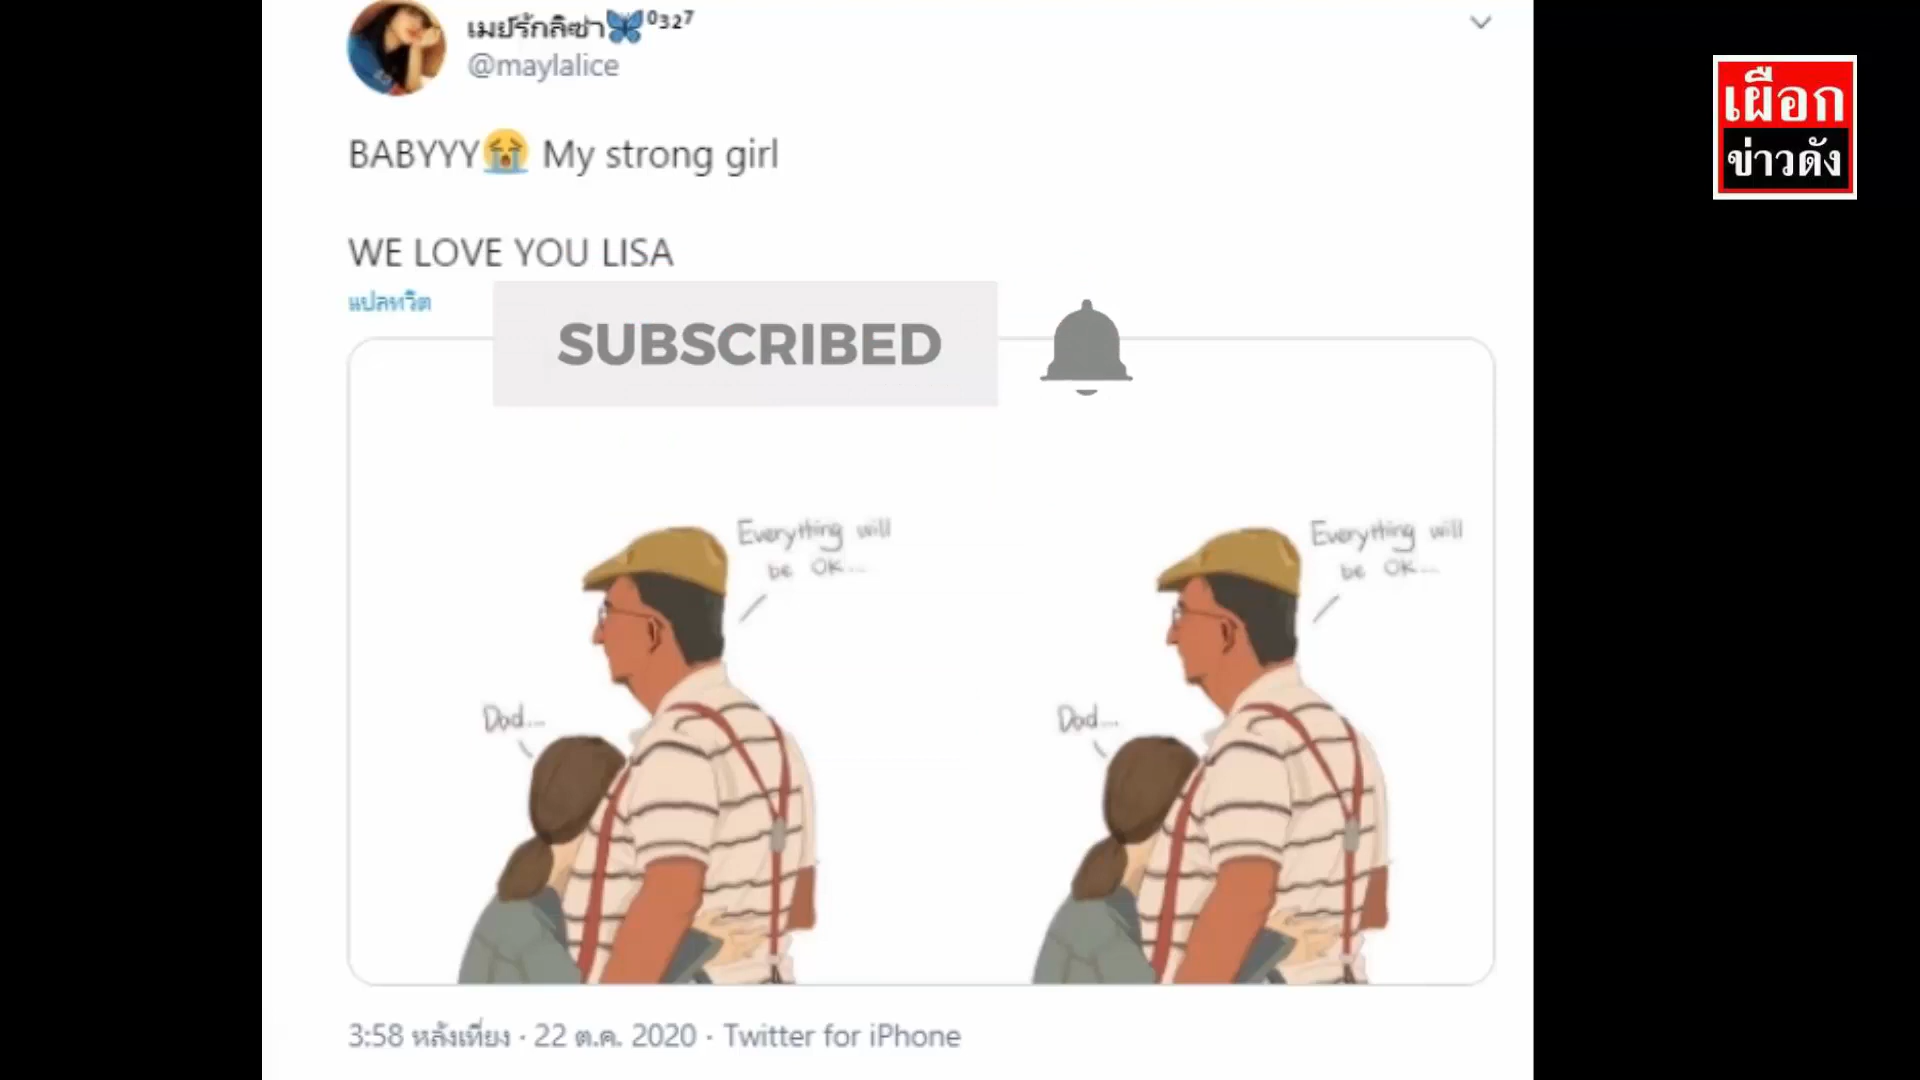 เมย์รักลิซ่า🦋⁰³²⁷
@maylalice
เผือก
ข่าวดัง
BABYYY😭 My strong girl
WE LOVE YOU LISA
แปลทวีต
SUBSCRIBED
Everything will
be OK...
Everything will
be OK...
Dad...
Dad...
3:58 หลังเที่ยง · 22 ต.ค. 2020 · Twitter for iPhone